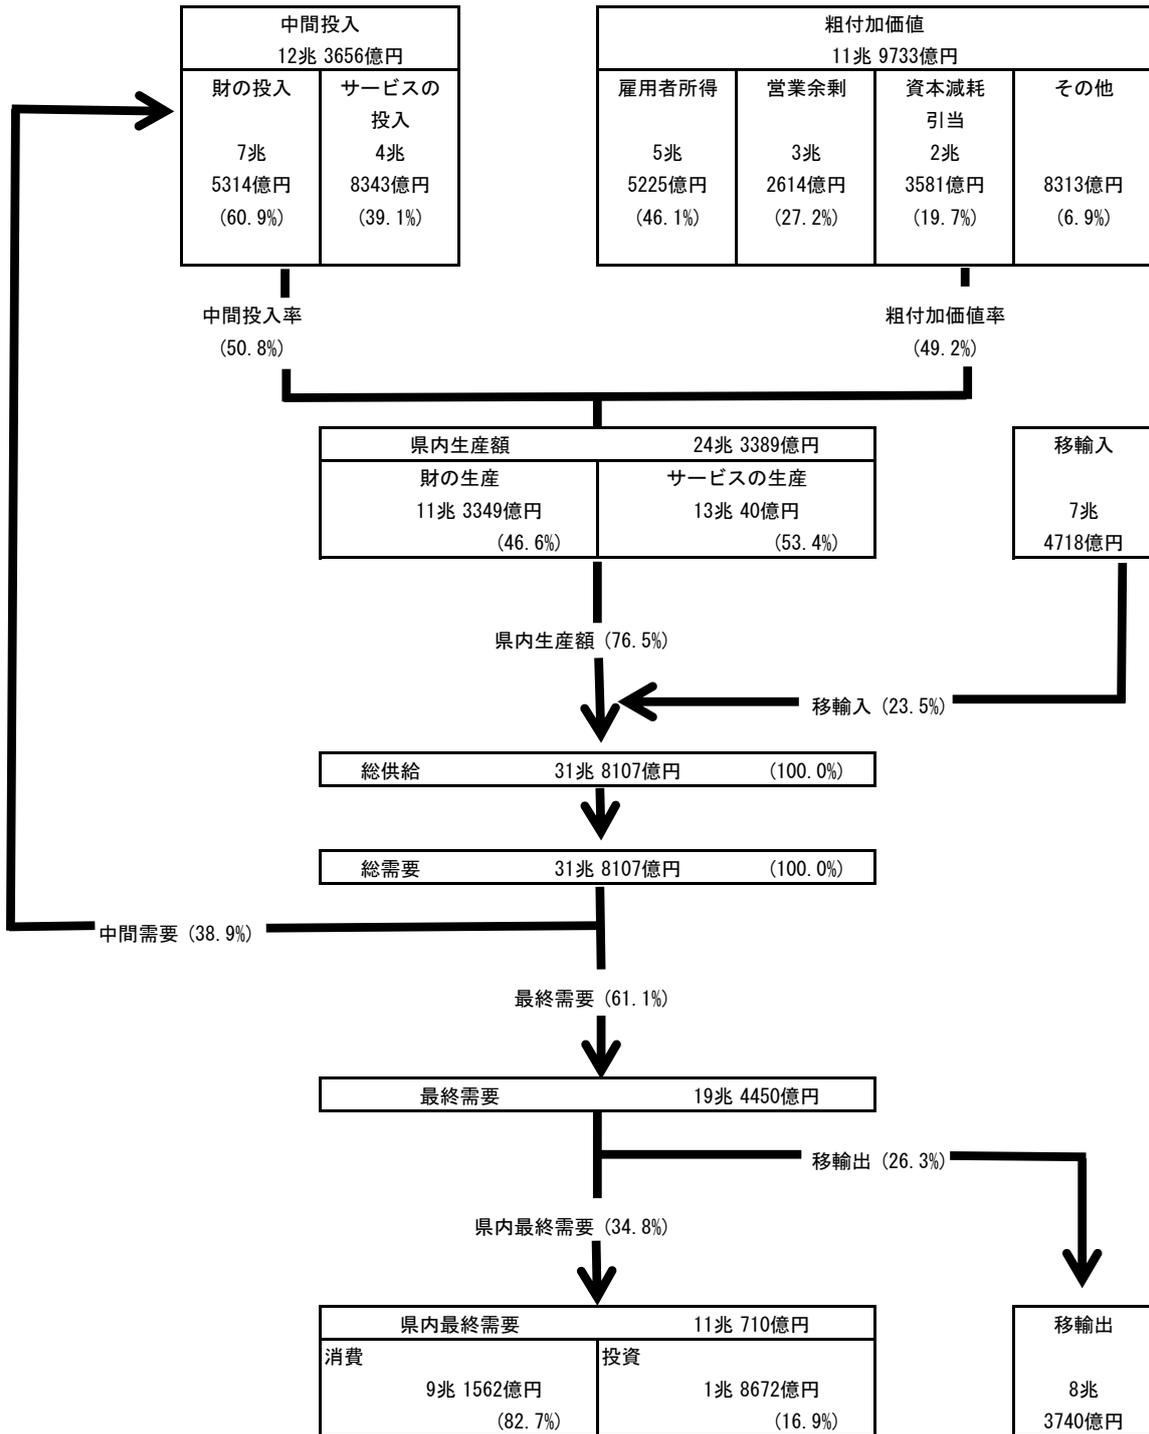 中間投入
12兆 3656億円
財の投入
7兆
5314億円
(60.9%)
サービスの
投入
4兆
8343億円
(39.1%)
粗付加価値
11兆 9733億円
雇用者所得
5兆
5225億円
(46.1%)
営業余剰
3兆
2614億円
(27.2%)
資本減耗
引当
2兆
3581億円
(19.7%)
その他
8313億円
(6.9%)
中間投入率
(50.8%)
粗付加価値率
(49.2%)
県内生産額 24兆 3389億円
財の生産
11兆 3349億円
(46.6%)
サービスの生産
13兆 40億円
(53.4%)
移輸入
7兆
4718億円
県内生産額 (76.5%)
移輸入 (23.5%)
総供給 31兆 8107億円 (100.0%)
総需要 31兆 8107億円 (100.0%)
中間需要 (38.9%)
最終需要 (61.1%)
最終需要 19兆 4450億円
移輸出 (26.3%)
県内最終需要 (34.8%)
県内最終需要 11兆 710億円
消費
9兆 1562億円
(82.7%)
投資
1兆 8672億円
(16.9%)
移輸出
8兆
3740億円